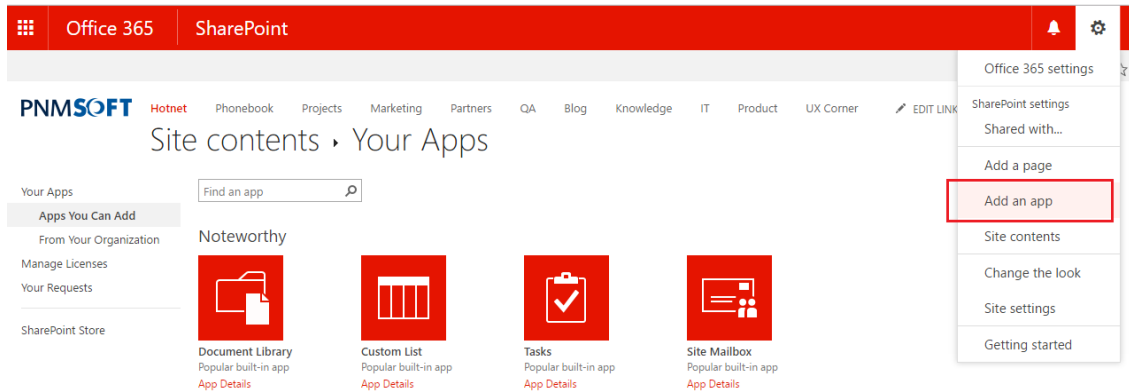 Office 365 SharePoint
Office 365 settings
PNMSOFT Hotnet Phonebook Projects Marketing Partners QA Blog Knowledge IT Product UX Corner EDIT LINK
SharePoint settings
Shared with...
Site contents › Your Apps
Add a page
Your Apps
Find an app
Add an app
Apps You Can Add
From Your Organization
Noteworthy
Site contents
Manage Licenses
Your Requests
Change the look
Site settings
SharePoint Store
Getting started
Document Library Custom List Tasks Site Mailbox
Popular built-in app Popular built-in app Popular built-in app Popular built-in app
App Details App Details App Details App Details